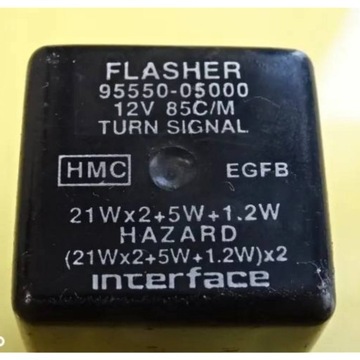 FLASHER
95550-05000
12V 85C/M
TURN SIGNAL
HMC EGFB
21Wx2+5W+1.2W
HAZARD
(21Wx2+5W+1.2W)x2
interface